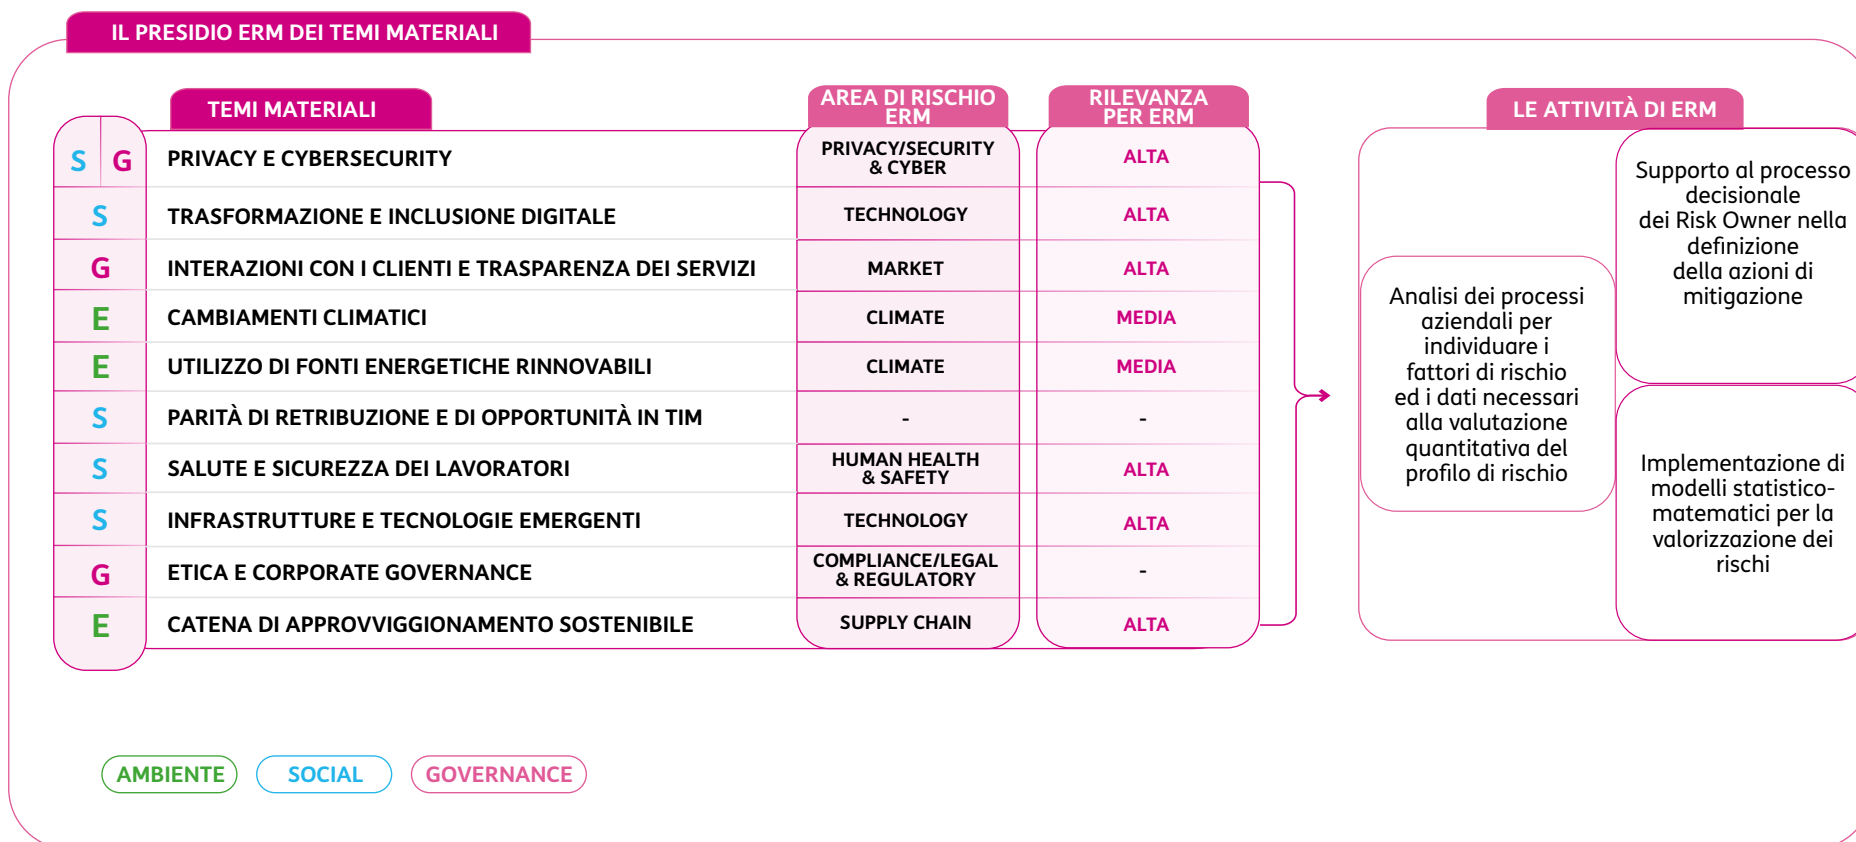 IL PRESIDIO ERM DEI TEMI MATERIALI
TEMI MATERIALI
AREA DI RISCHIO
ERM
RILEVANZA
PER ERM
LE ATTIVITÀ DI ERM
S G PRIVACY E CYBERSECURITY
PRIVACY/SECURITY
& CYBER
ALTA
S TRASFORMAZIONE E INCLUSIONE DIGITALE TECHNOLOGY ALTA
G INTERAZIONI CON I CLIENTI E TRASPARENZA DEI SERVIZI MARKET ALTA
E CAMBIAMENTI CLIMATICI CLIMATE MEDIA
E UTILIZZO DI FONTI ENERGETICHE RINNOVABILI CLIMATE MEDIA
S PARITÀ DI RETRIBUZIONE E DI OPPORTUNITÀ IN TIM - -
S SALUTE E SICUREZZA DEI LAVORATORI
HUMAN HEALTH
& SAFETY
ALTA
S INFRASTRUTTURE E TECNOLOGIE EMERGENTI TECHNOLOGY ALTA
G ETICA E CORPORATE GOVERNANCE
COMPLIANCE/LEGAL
& REGULATORY
-
E CATENA DI APPROVVIGGIONAMENTO SOSTENIBILE SUPPLY CHAIN ALTA
Analisi dei processi
aziendali per
individuare i
fattori di rischio
ed i dati necessari
alla valutazione
quantitativa del
profilo di rischio
Supporto al processo
decisionale
dei Risk Owner nella
definizione
della azioni di
mitigazione
Implementazione di
modelli statistico-
matematici per la
valorizzazione dei
rischi
AMBIENTE SOCIAL GOVERNANCE